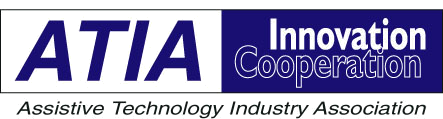 ATIA
Innovation
Cooperation
Assistive Technology Industry Association